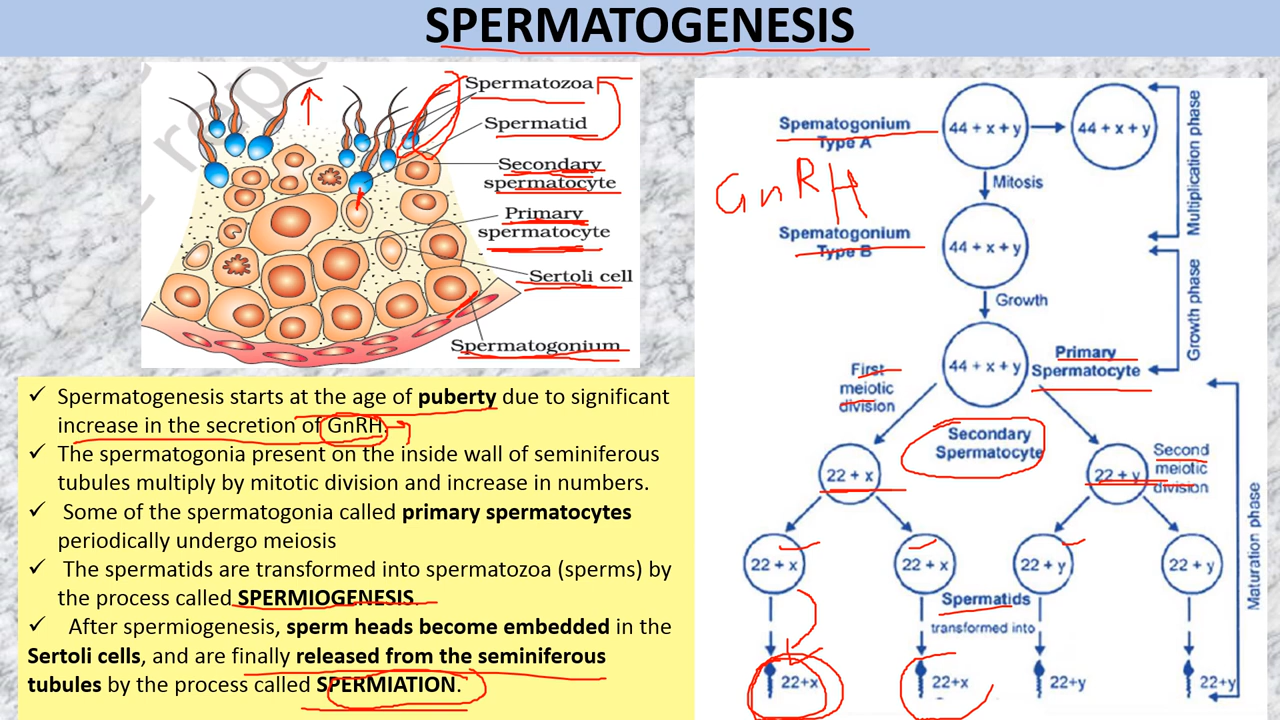 SPERMATOGENESIS
Spermatozoa
Spermatid
Secondary
spermatocyte
Primary
spermatocyte
Sertoli cell
Spermatogonium
✓ Spermatogenesis starts at the age of puberty due to significant
increase in the secretion of GnRH.
✓ The spermatogonia present on the inside wall of seminiferous
tubules multiply by mitotic division and increase in numbers.
✓ Some of the spermatogonia called primary spermatocytes
periodically undergo meiosis
✓ The spermatids are transformed into spermatozoa (sperms) by
the process called SPERMIOGENESIS.
✓ After spermiogenesis, sperm heads become embedded in the
Sertoli cells, and are finally released from the seminiferous
tubules by the process called SPERMIATION.
Spematogonium
Type A
44 + x + y
44 + x + y
Mitosis
GnRH
Spematogonium
Type B
44 + x + y
Growth
44 + x + y
Primary
Spermatocyte
First
meiotic
division
Secondary
Spermatocyte
Second
meiotic
division
22 + x
22 + y
22 + x
22 + x
22 + y
22 + y
Spermatids
transformed into
22+x
22+x
22+y
22+y
Multiplication phase
Growth phase
Maturation phase